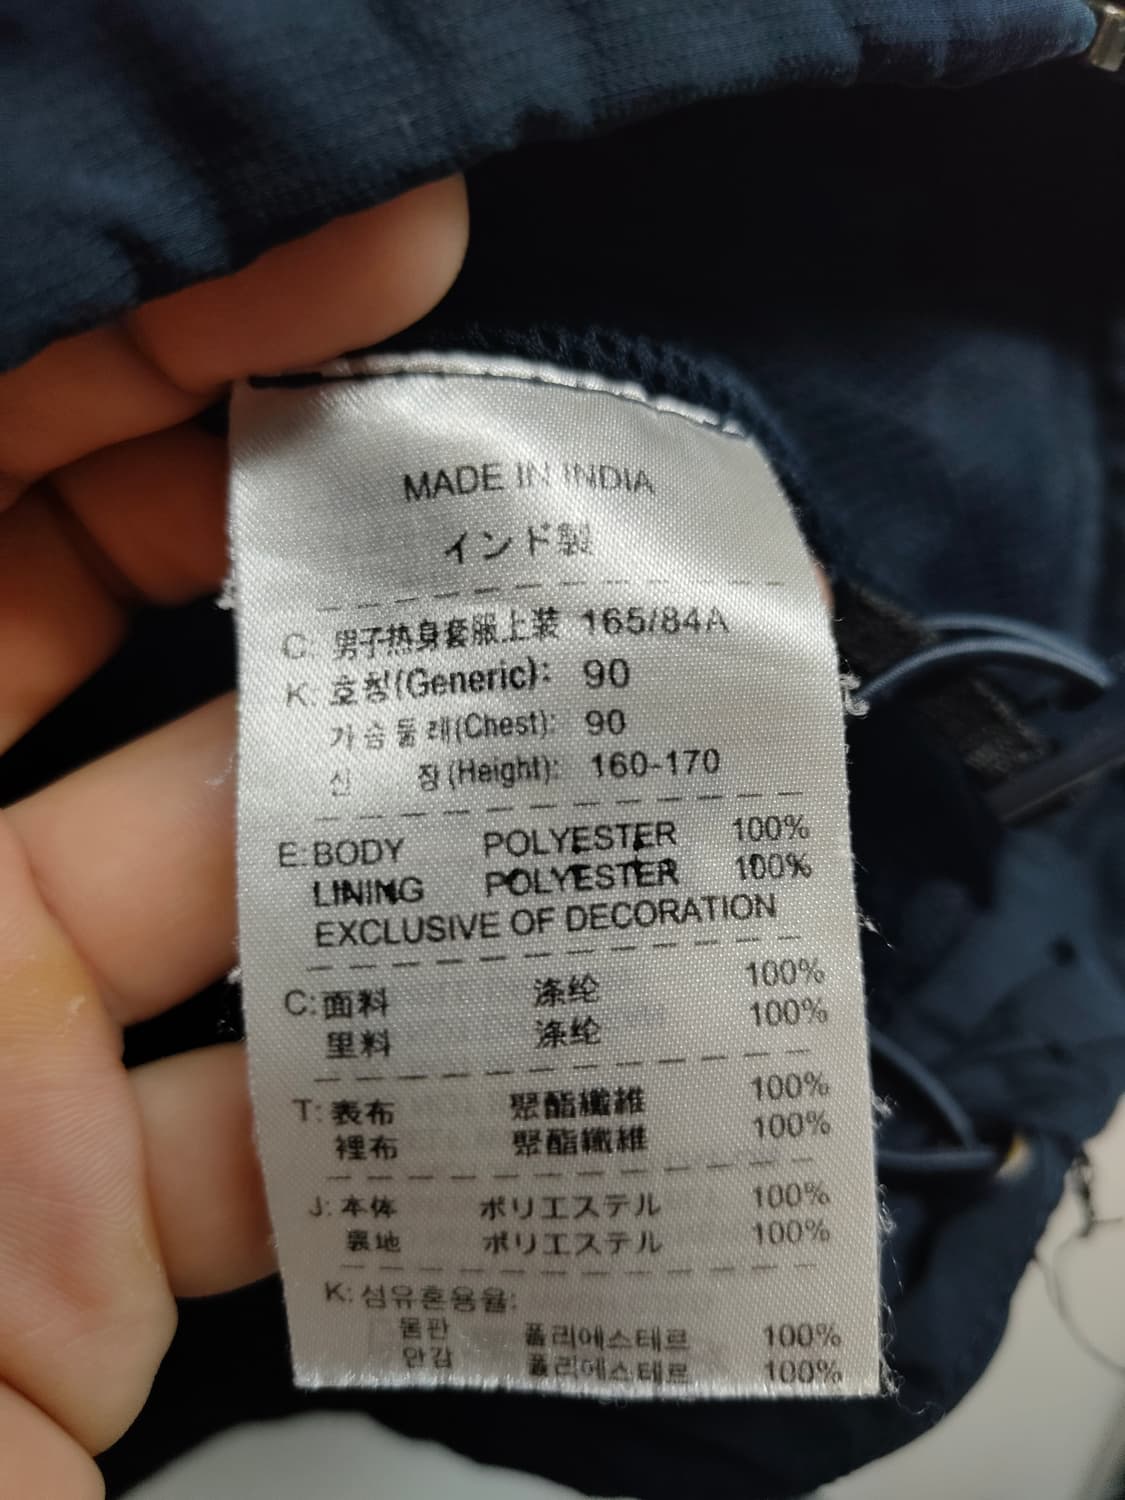 MADE IN INDIA
インド製
C: 男子热身套服上装 165/84A
K: 호칭(Generic): 90
가슴둘레(Chest): 90
신 장(Height): 160-170
E: BODY POLYESTER 100%
LINING POLYESTER 100%
EXCLUSIVE OF DECORATION
C: 面料 涤纶 100%
里料 涤纶 100%
T: 表布 聚酯纖維 100%
裡布 聚酯纖維 100%
J: 本体 ポリエステル 100%
裏地 ポリエステル 100%
K: 섬유혼용율:
몸판 폴리에스테르 100%
안감 폴리에스테르 100%